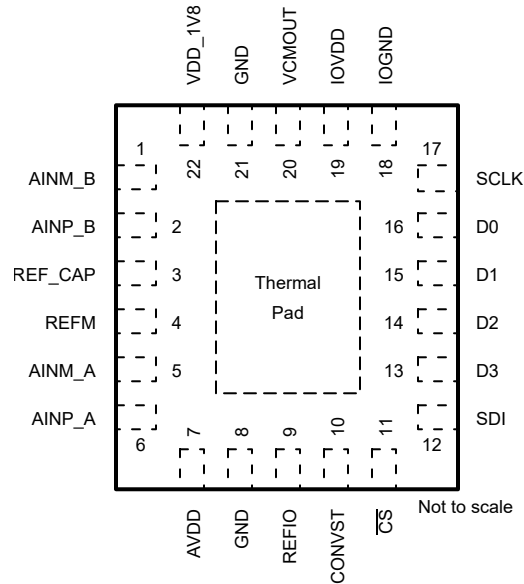 VDD_1V8
GND
VCMOUT
IOVDD
IOGND
22
21
20
19
18
1
AINM_B
2
AINP_B
3
REF_CAP
4
REFM
5
AINM_A
6
AINP_A
Thermal
Pad
17
SCLK
16
D0
15
D1
14
D2
13
D3
12
SDI
7
8
9
10
11
AVDD
GND
REFIO
CONVST
CS
Not to scale